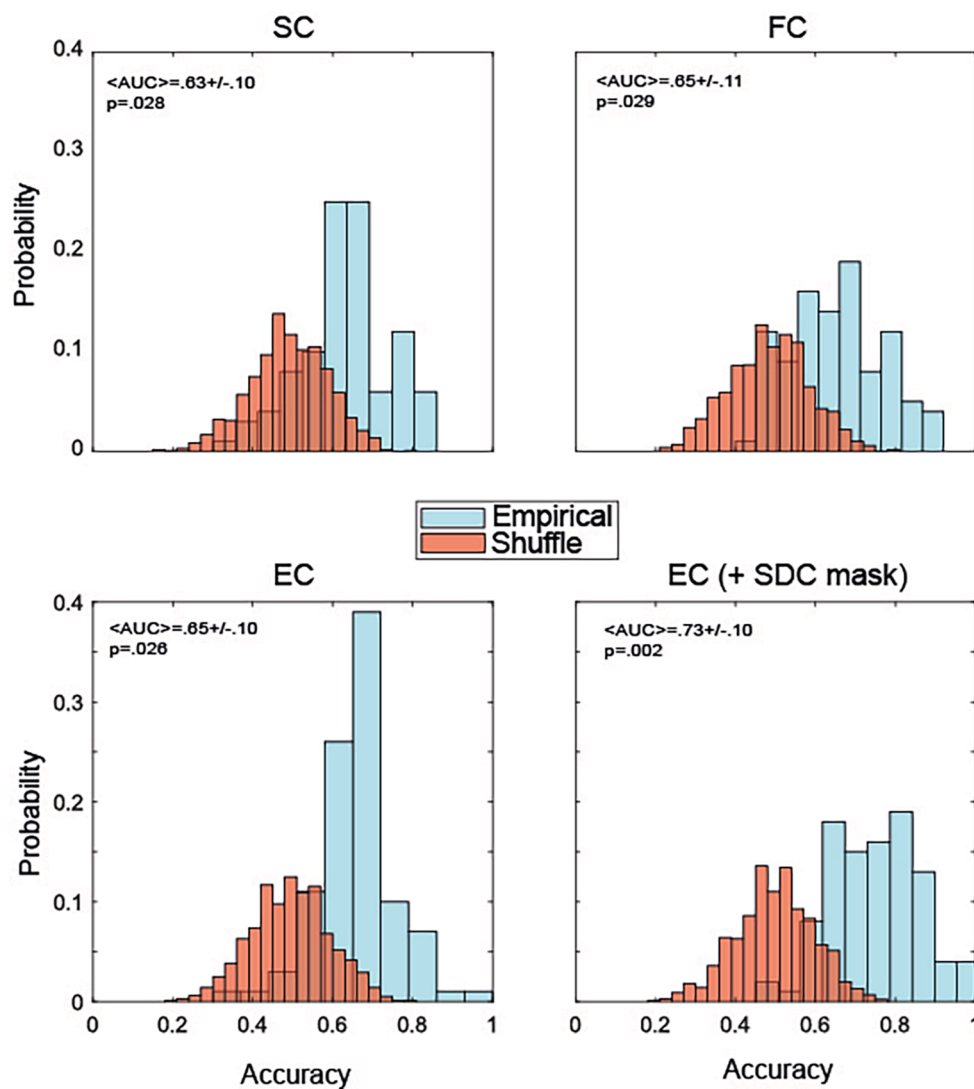 SC
<AUC>=.63+/-.10
p=.028
0.4
0.3
0.2
0.1
0
Probability
FC
<AUC>=.65+/-.11
p=.029
Empirical
Shuffle
EC
<AUC>=.65+/-.10
p=.026
0.4
0.3
0.2
0.1
0
Probability
0 0.2 0.4 0.6 0.8 1
Accuracy
EC (+ SDC mask)
<AUC>=.73+/-.10
p=.002
0 0.2 0.4 0.6 0.8 1
Accuracy